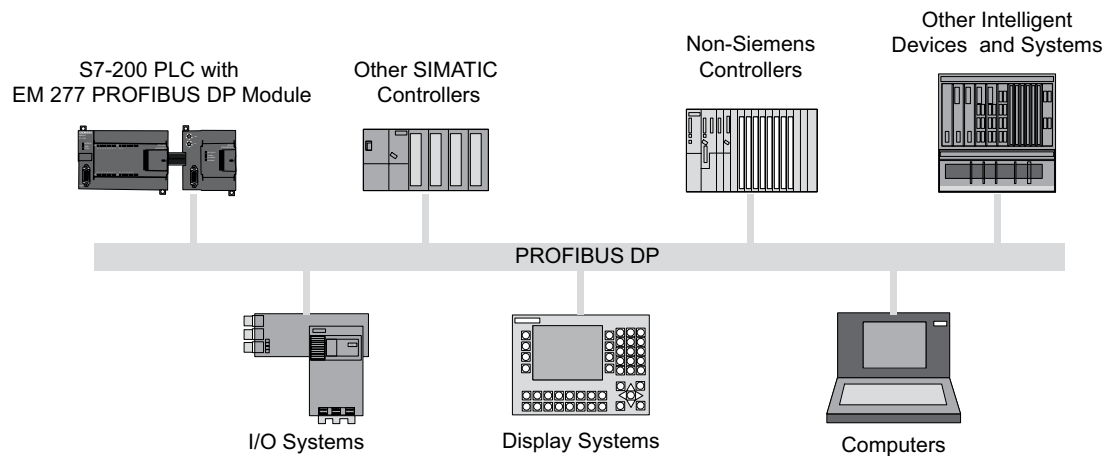 S7-200 PLC with
EM 277 PROFIBUS DP Module
Other SIMATIC
Controllers
Non-Siemens
Controllers
Other Intelligent
Devices and Systems
PROFIBUS DP
I/O Systems
Display Systems
Computers